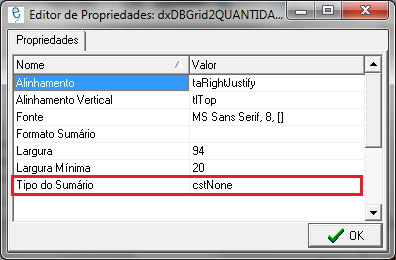 Editor de Propriedades: dxDBGrid2QUANTIDA...
Propriedades
Nome / Valor
Alinhamento taRightJustify
Alinhamento Vertical tlTop
Fonte MS Sans Serif, 8, []
Formato Sumário
Largura 94
Largura Mínima 20
Tipo do Sumário cstNone
OK